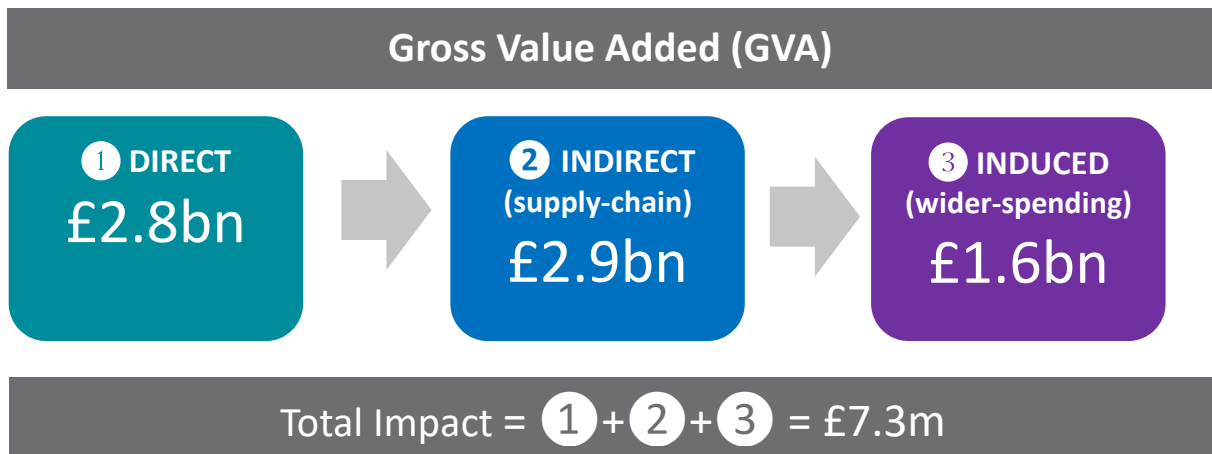 Gross Value Added (GVA)
① DIRECT
£2.8bn
❷ INDIRECT
(supply-chain)
£2.9bn
③ INDUCED
(wider-spending)
£1.6bn
Total Impact = ①+②+③ = £7.3m